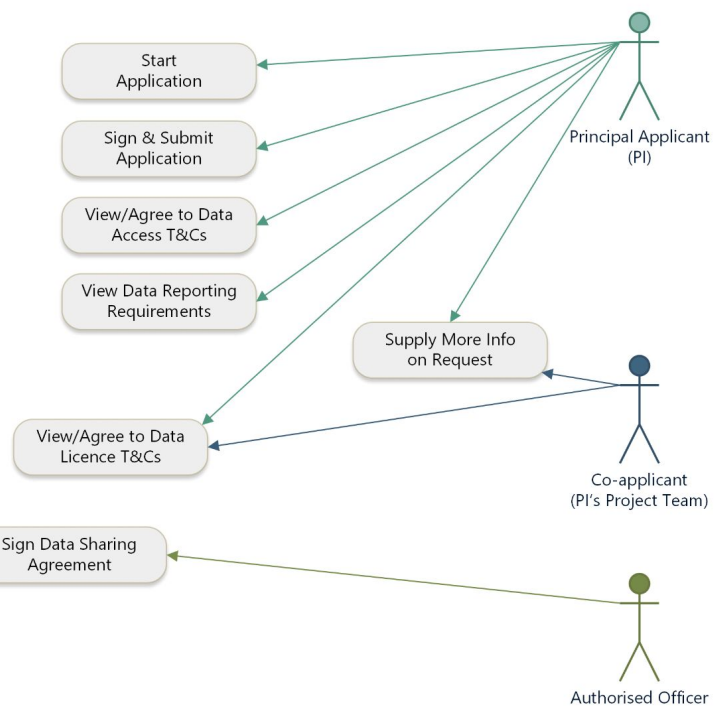 Start
Application
Principal Applicant
(PI)
Sign & Submit
Application
View/Agree to Data
Access T&Cs
View Data Reporting
Requirements
Supply More Info
on Request
View/Agree to Data
Licence T&Cs
Co-applicant
(PI's Project Team)
Sign Data Sharing
Agreement
Authorised Officer